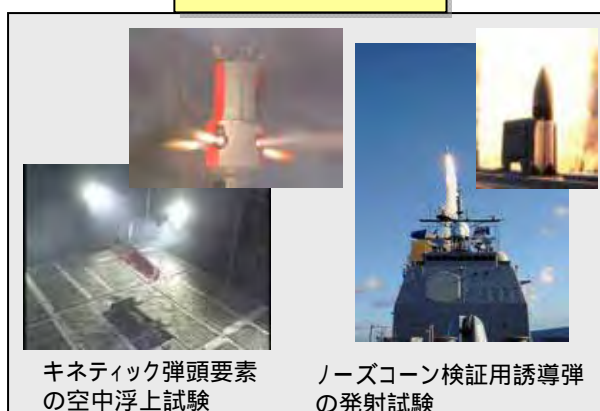 キネティック弾頭要素
の空中浮上試験
ノーズコーン検証用誘導弾
の発射試験